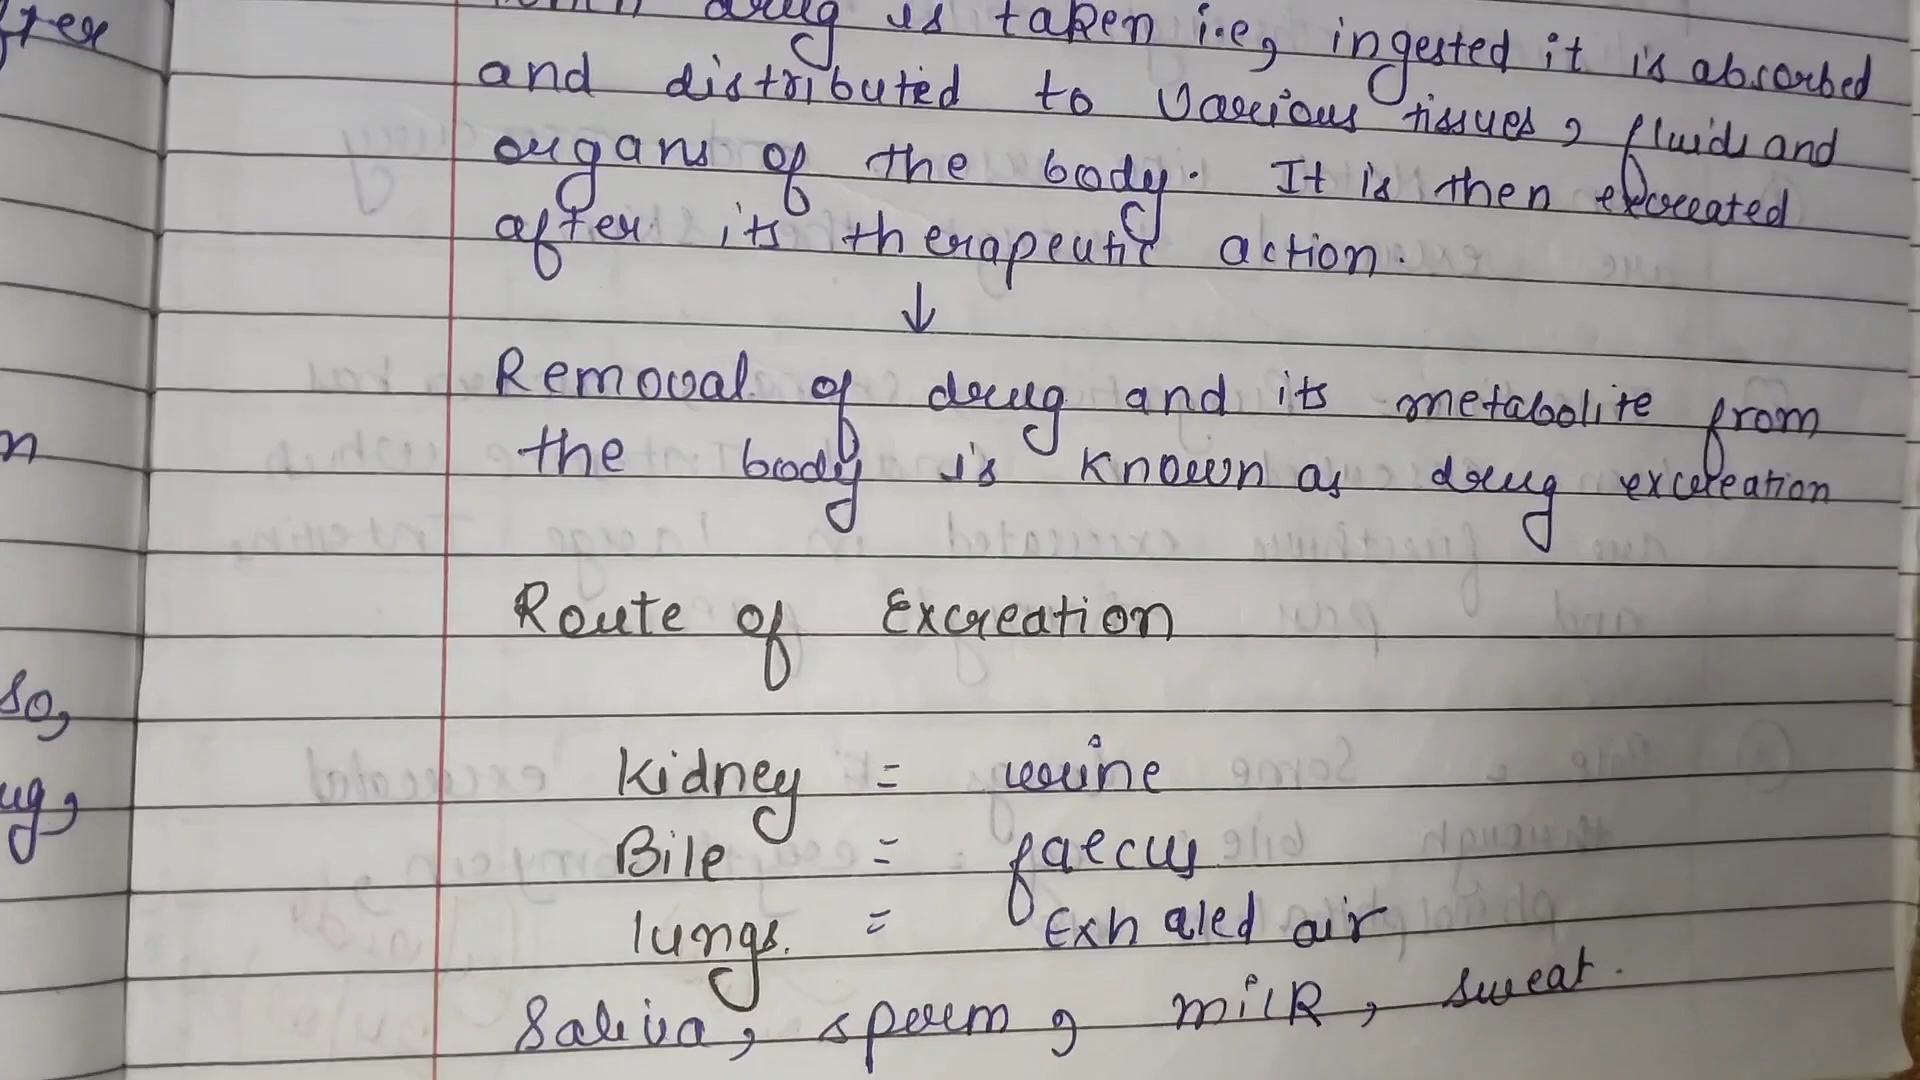 drug is taken i.e, ingested it is absorbed
and distributed to various tissues, fluids and
organs of the body. It is then excreated
after its therapeutic action.
↓
Removal of drug and its metabolite from
the body is known as drug excreation
Route of Excreation
Kidney = urine
Bile = faecus
lungs. = Exhaled air
Saliva, sperm, milk, sweat.
n
so,
ug,